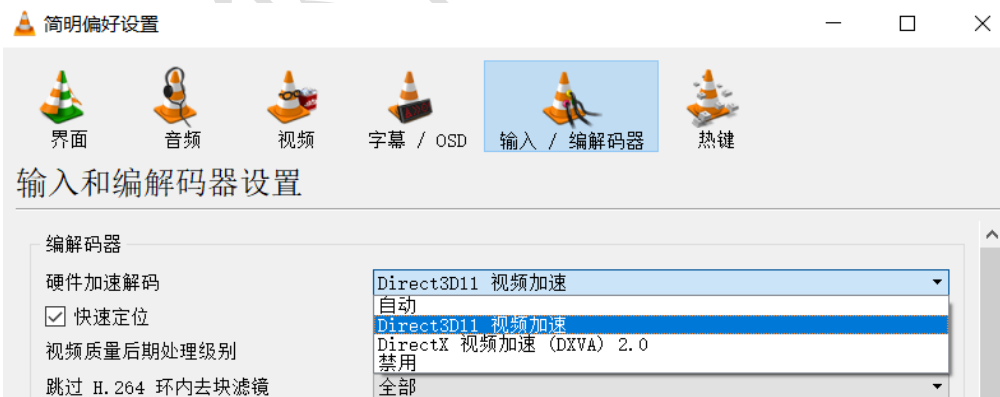 简明偏好设置
界面
音频
视频
字幕 / OSD
输入 / 编解码器
热键
输入和编解码器设置
编解码器
硬件加速解码
Direct3D11 视频加速
自动
快速定位
Direct3D11 视频加速
DirectX 视频加速 (DXVA) 2.0
视频质量后期处理级别
禁用
跳过 H.264 环内去块滤镜
全部